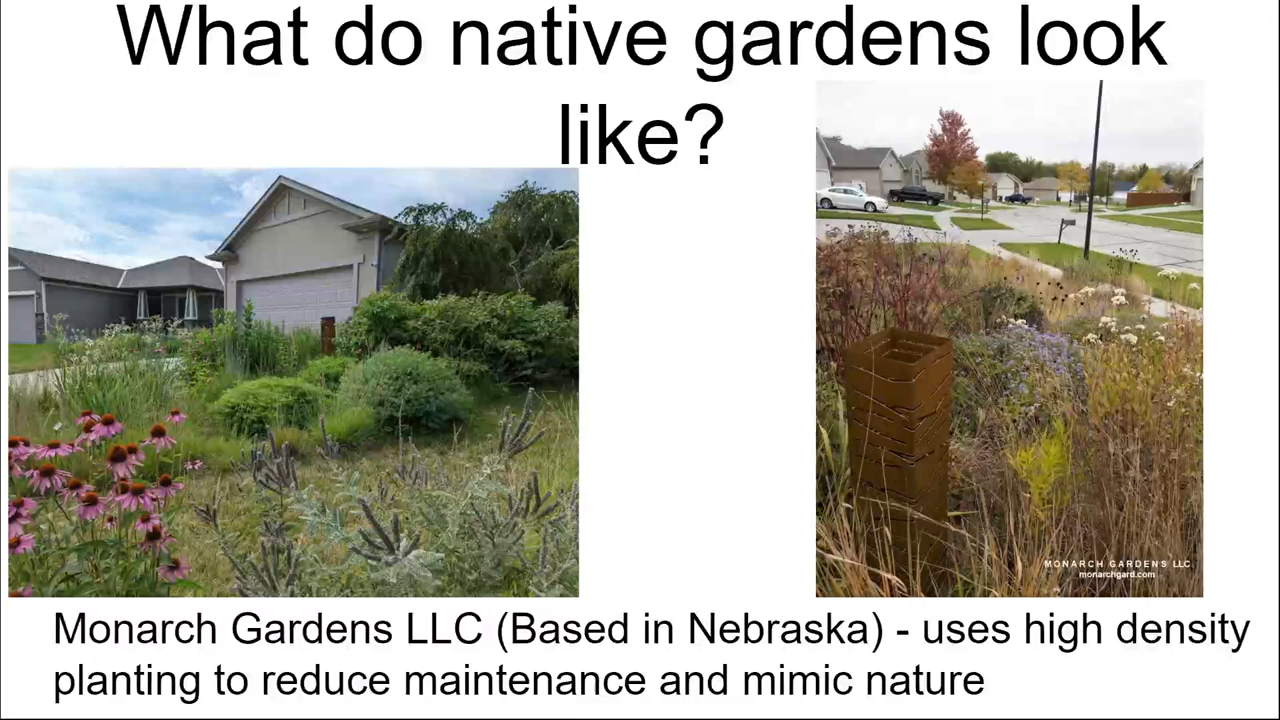 What do native gardens look
like?
MONARCH GARDENS LLC
monarchgard.com
Monarch Gardens LLC (Based in Nebraska) - uses high density
planting to reduce maintenance and mimic nature